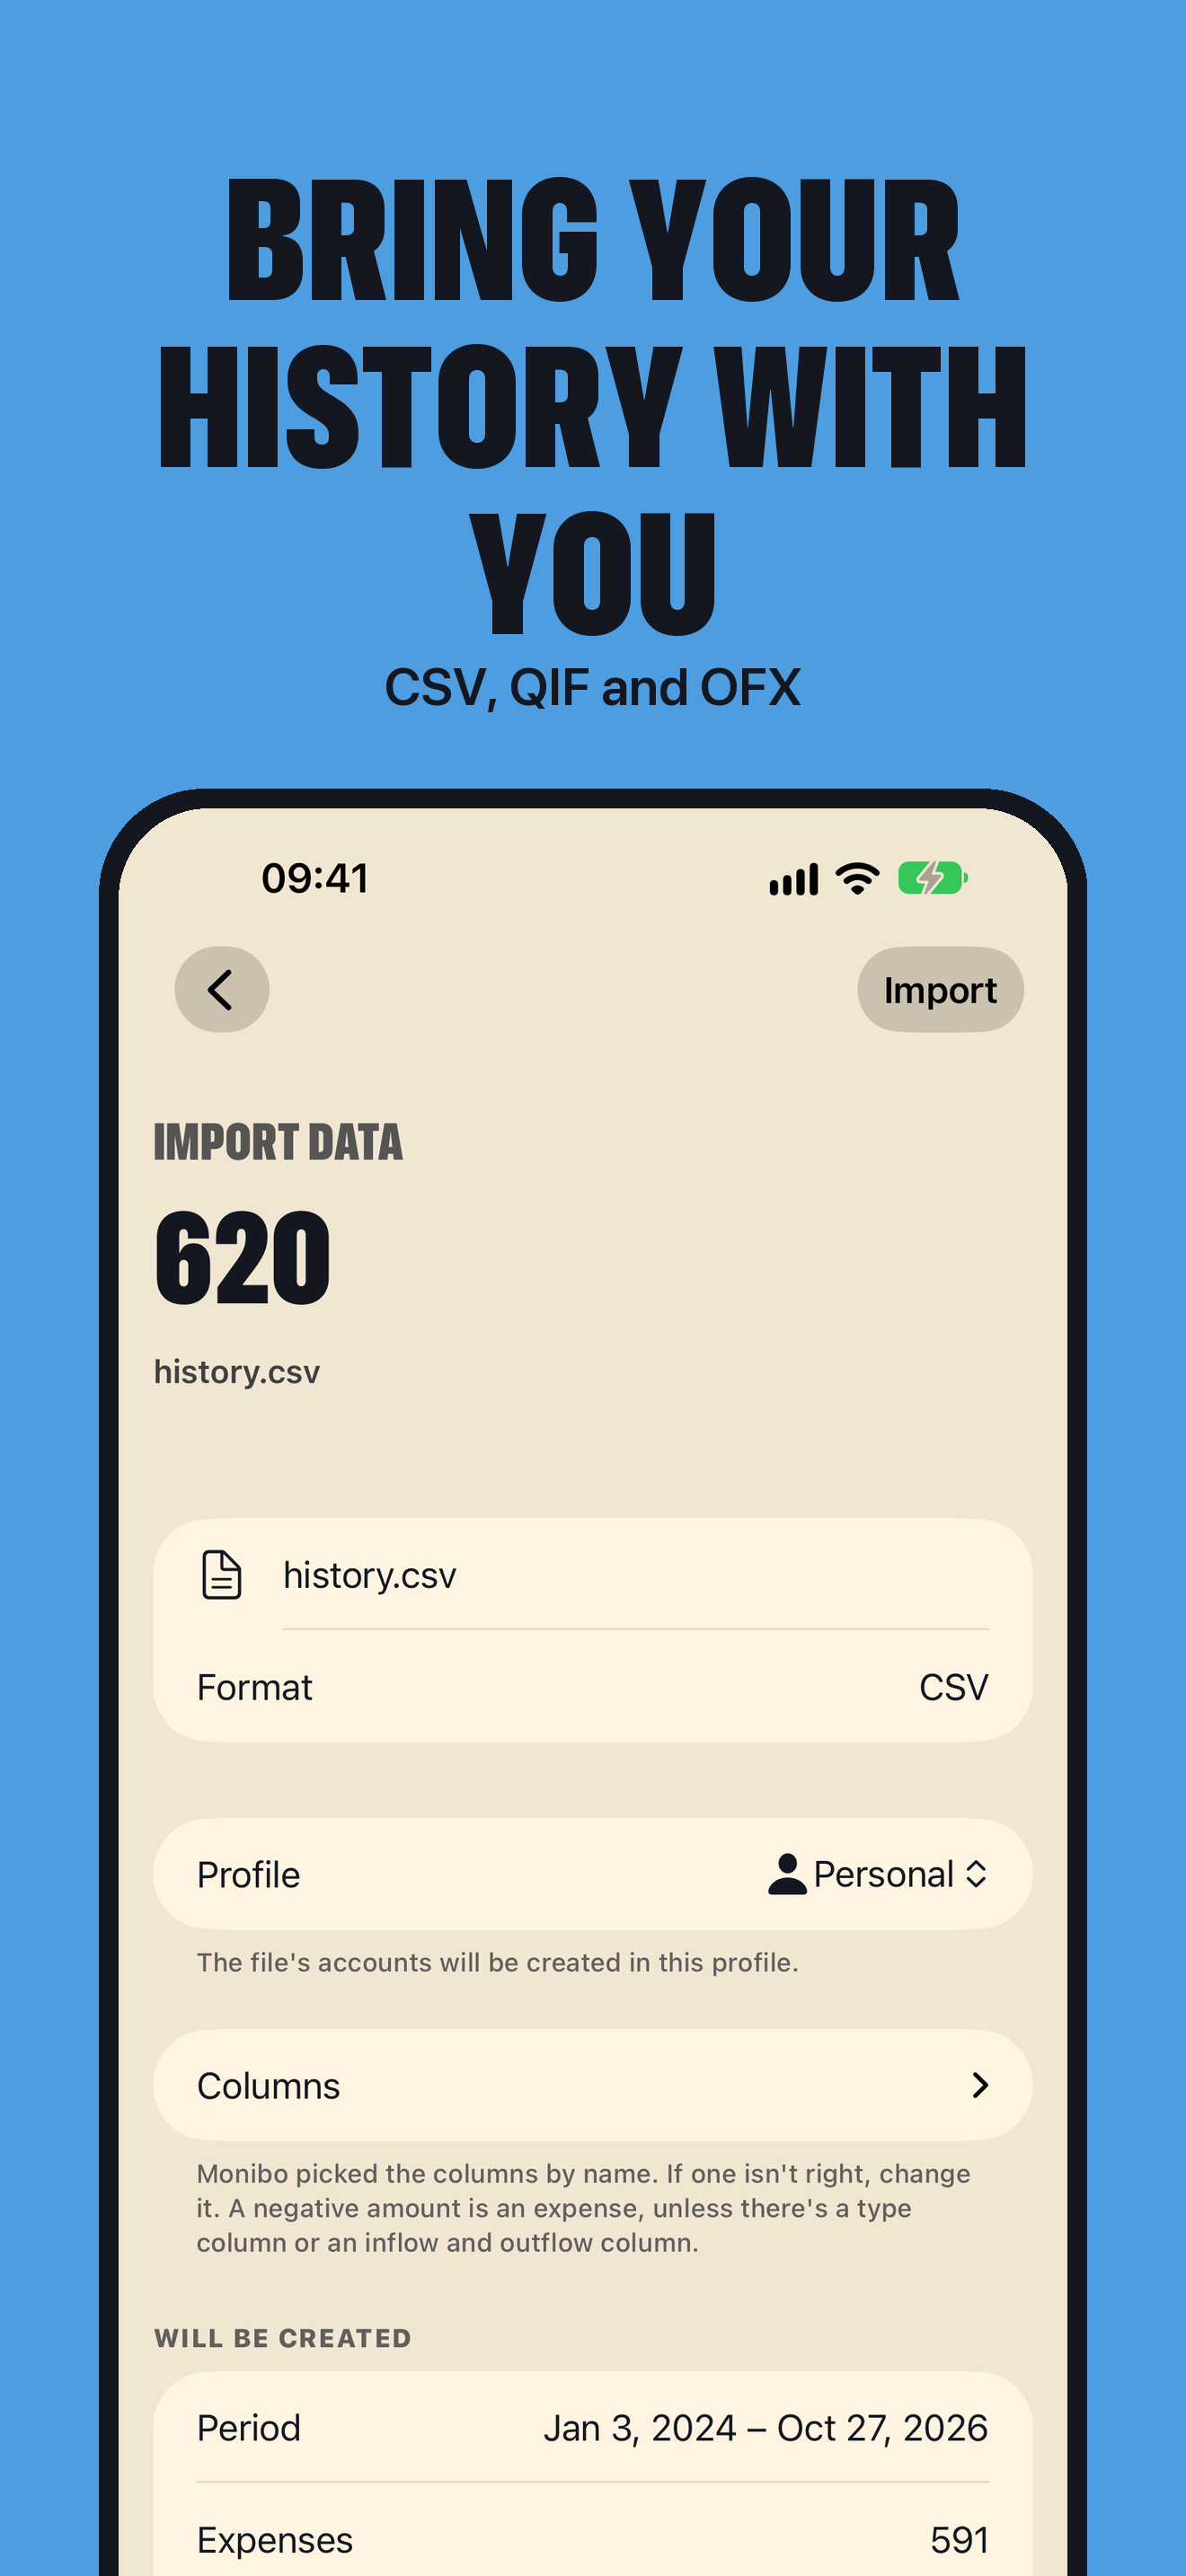 BRING YOUR
HISTORY WITH
YOU
CSV, QIF and OFX
09:41
Import
IMPORT DATA
620
history.csv
history.csv
Format CSV
Profile Personal
The file's accounts will be created in this profile.
Columns
Monibo picked the columns by name. If one isn't right, change
it. A negative amount is an expense, unless there's a type
column or an inflow and outflow column.
WILL BE CREATED
Period Jan 3, 2024 – Oct 27, 2026
Expenses 591